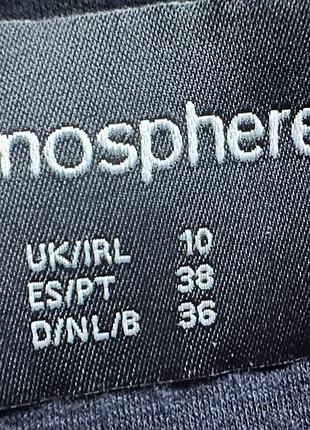 mosphere
UK/IRL 10
ES/PT 38
D/NL/B 36